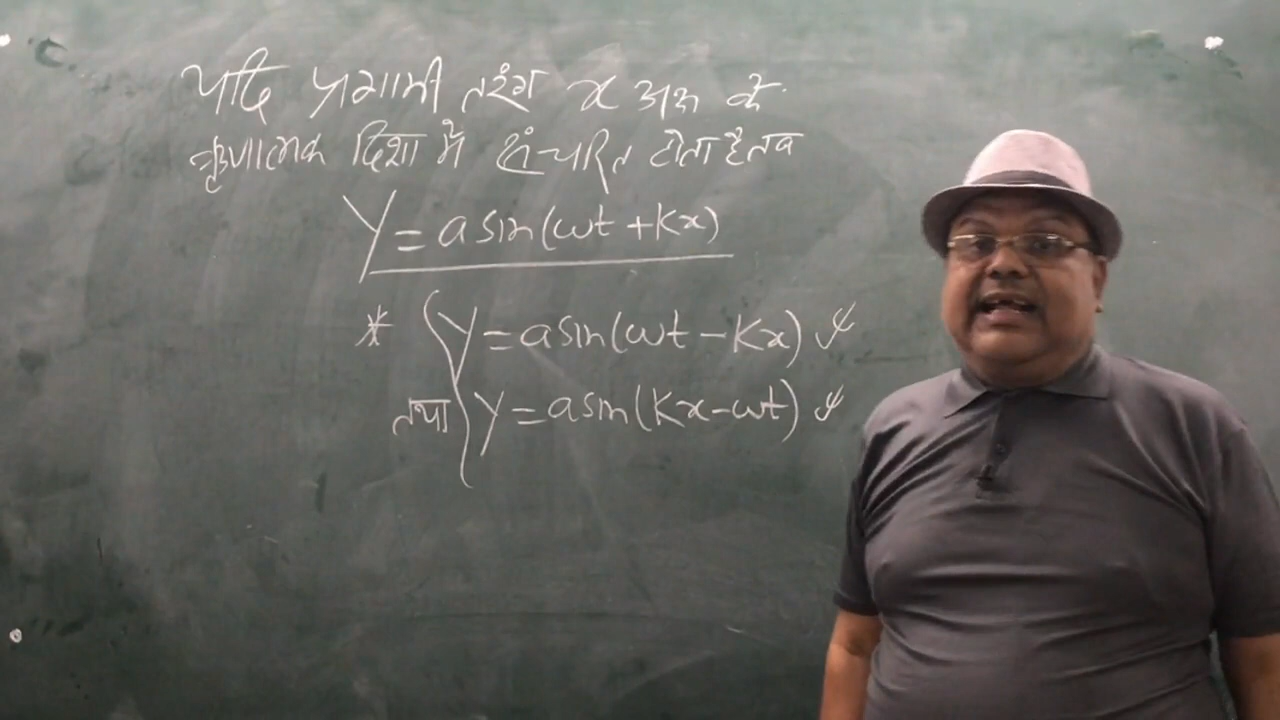 यदि प्रगामी तरंग x अक्ष के
ऋणात्मक दिशा में संचरित होता है तब
Y = a sin(ωt + Kx)
* Y = a sin(ωt - Kx)
तथा Y = a sin(Kx - ωt)